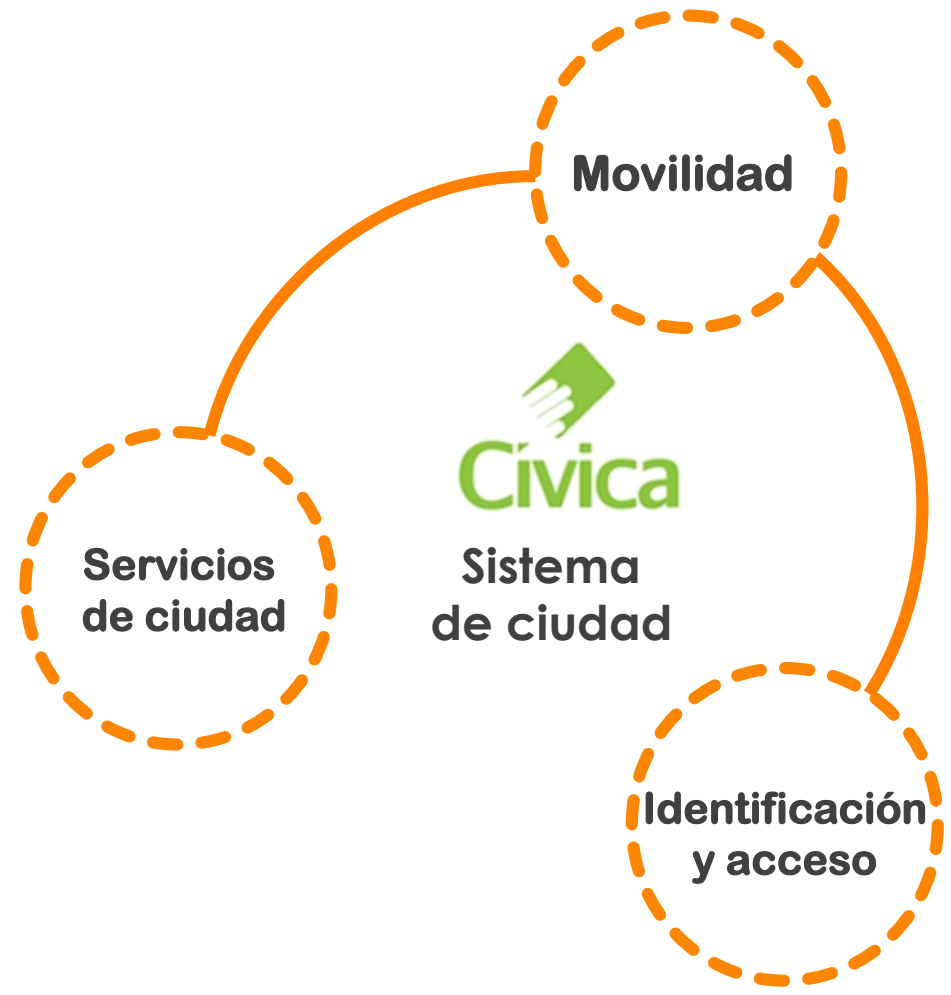 Movilidad
Cívica
Sistema
de ciudad
Servicios
de ciudad
Identificación
y acceso